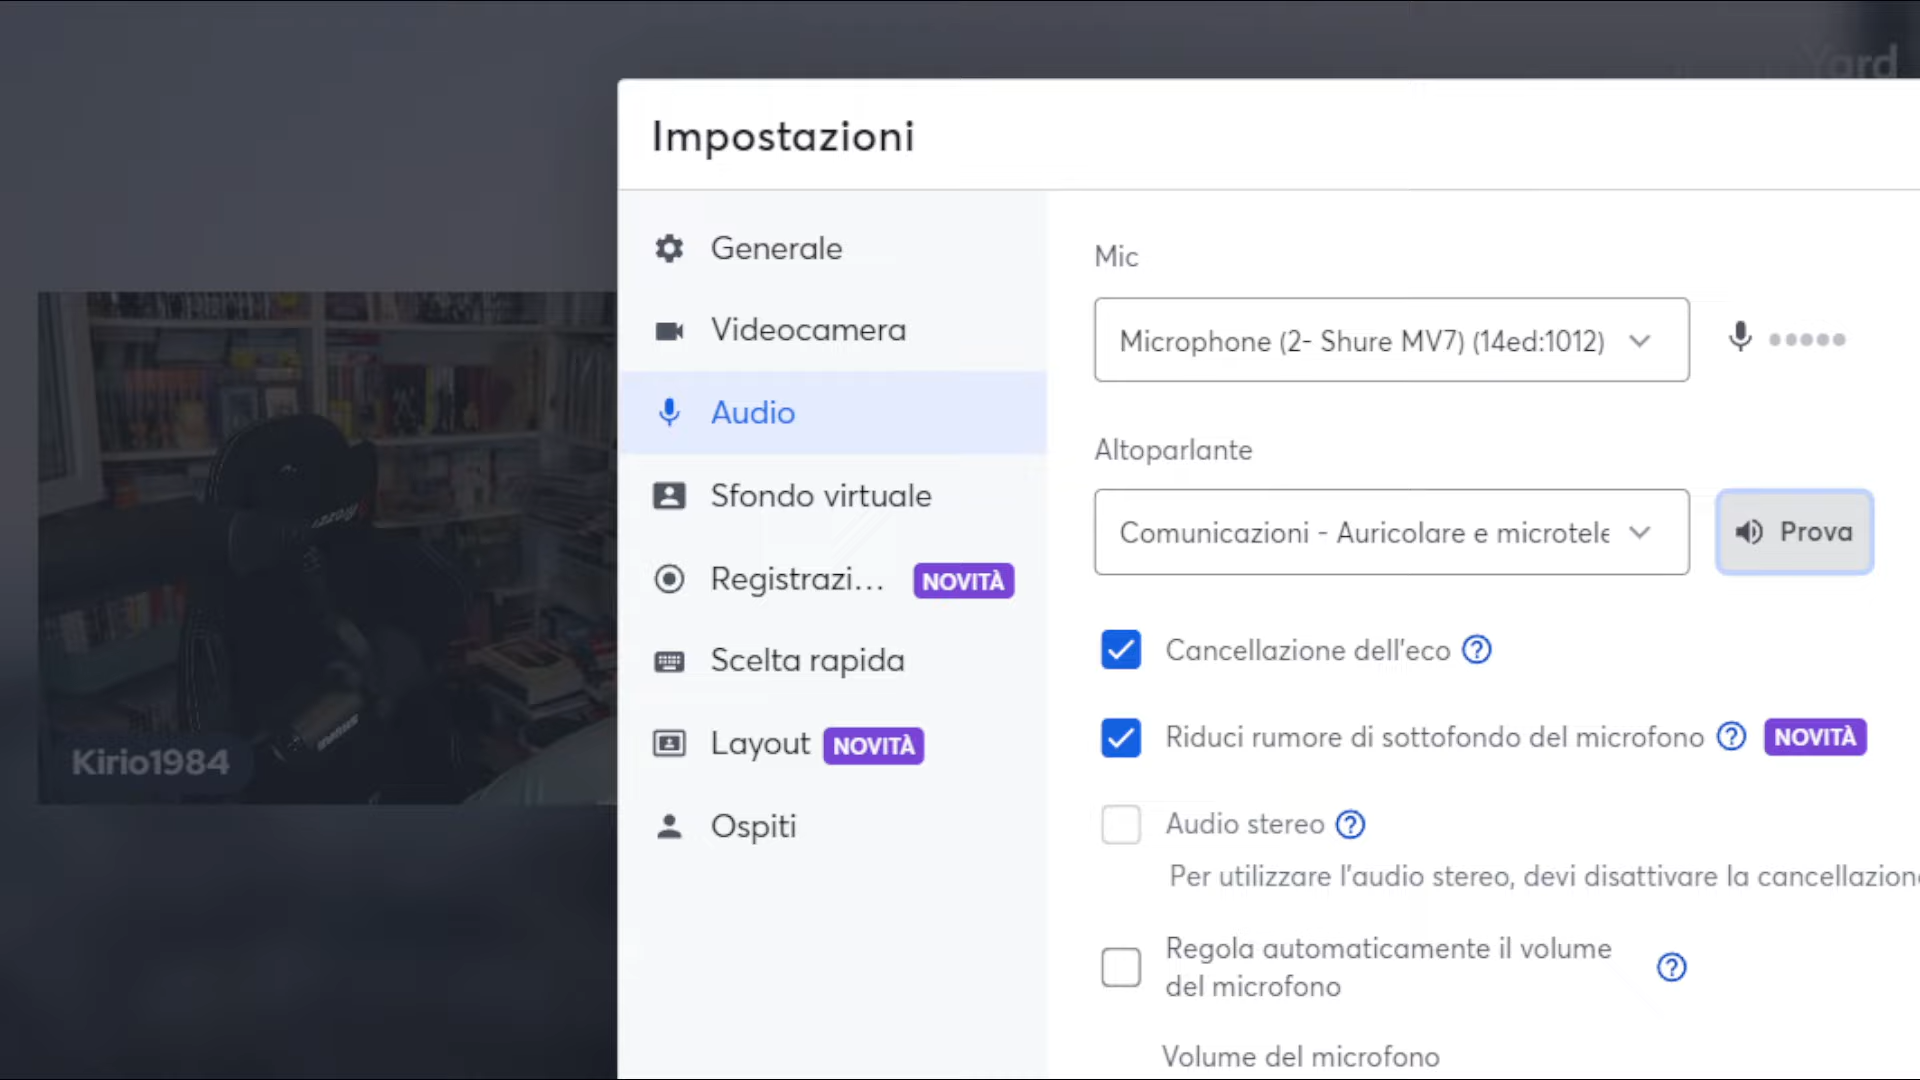 Yard
Impostazioni
Generale
Videocamera
Audio
Sfondo virtuale
Registrazi... NOVITÀ
Scelta rapida
Layout NOVITÀ
Ospiti
Mic
Microphone (2- Shure MV7) (14ed:1012)
Altoparlante
Comunicazioni - Auricolare e microtele
Prova
Cancellazione dell'eco
Riduci rumore di sottofondo del microfono NOVITÀ
Audio stereo
Per utilizzare l'audio stereo, devi disattivare la cancellazion
Regola automaticamente il volume
del microfono
Volume del microfono
Kirio1984